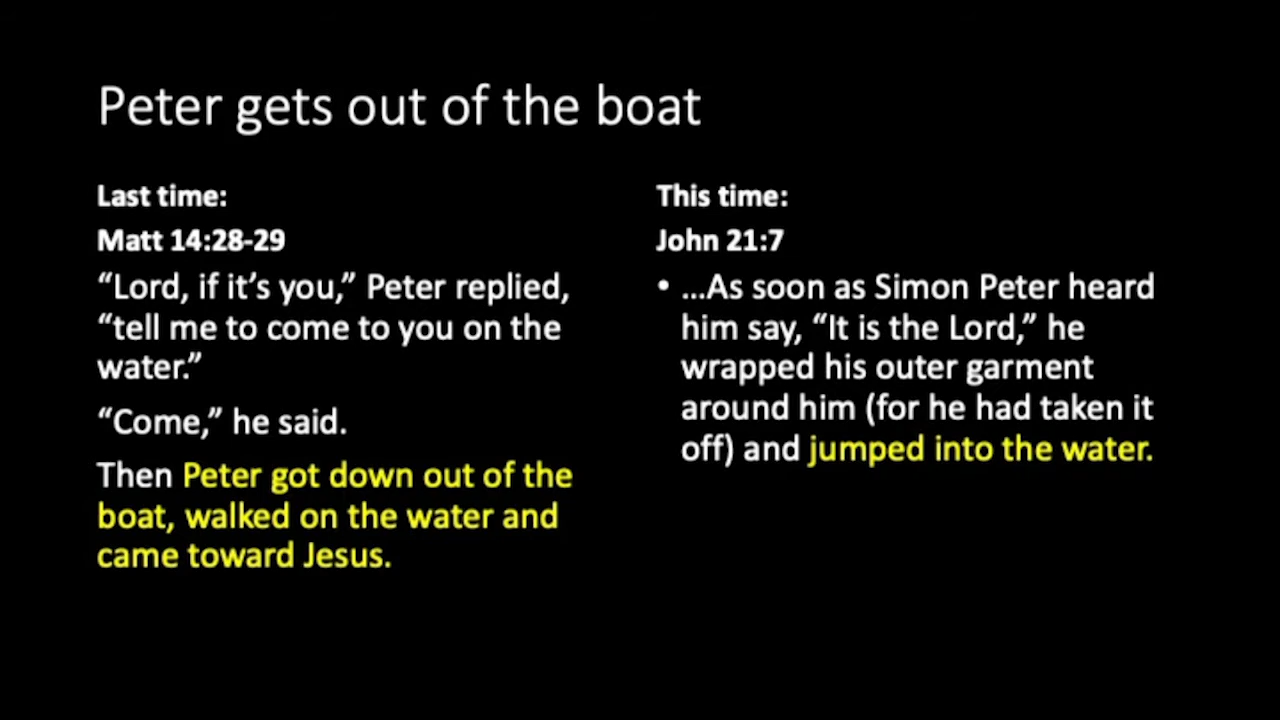 Peter gets out of the boat
Last time:
Matt 14:28-29
“Lord, if it’s you,” Peter replied,
“tell me to come to you on the
water.”
“Come,” he said.
Then Peter got down out of the
boat, walked on the water and
came toward Jesus.
This time:
John 21:7
• …As soon as Simon Peter heard
him say, “It is the Lord,” he
wrapped his outer garment
around him (for he had taken it
off) and jumped into the water.